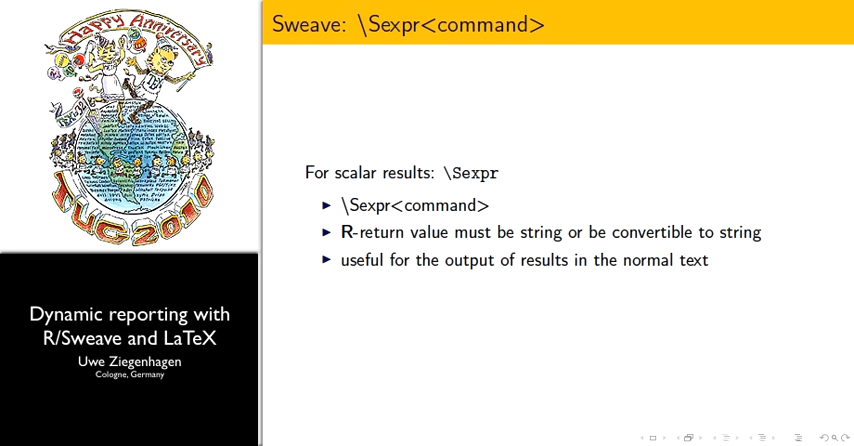 Happy Anniversary
TUG 2010
Dynamic reporting with
R/Sweave and LaTeX
Uwe Ziegenhagen
Cologne, Germany
Sweave: \Sexpr<command>
For scalar results: \Sexpr
▶ \Sexpr<command>
▶ R-return value must be string or be convertible to string
▶ useful for the output of results in the normal text